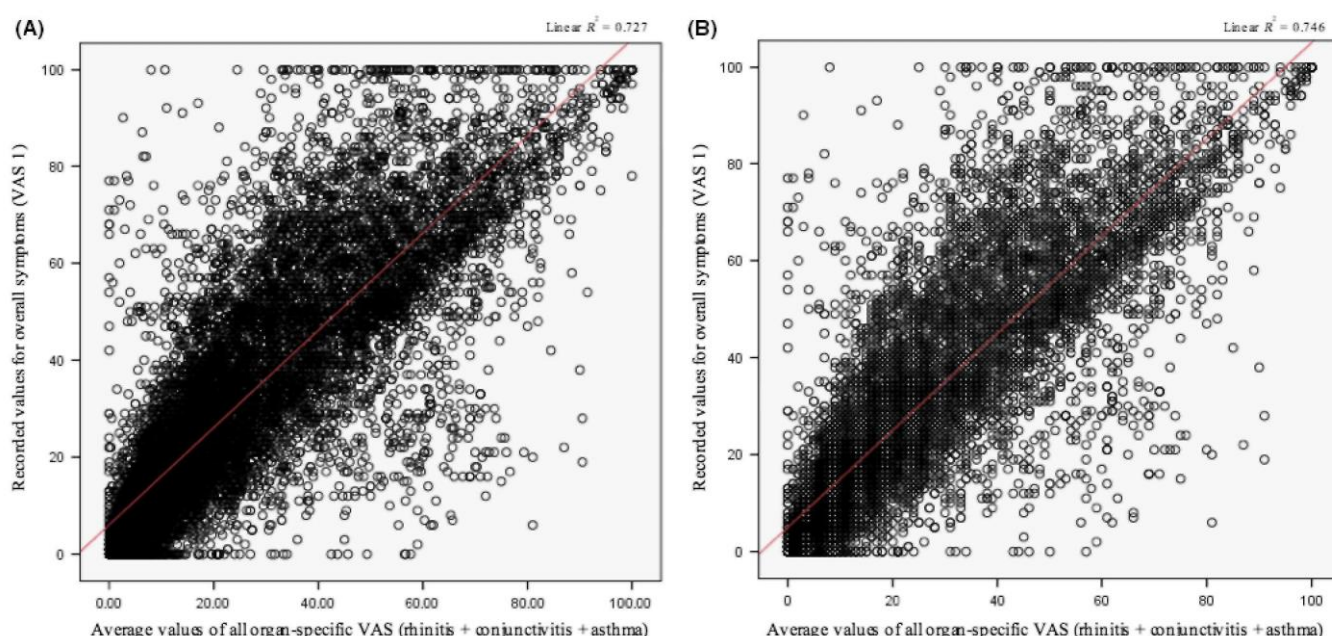 (A)
Linear R² = 0.727
Recorded values for overall symptoms (VAS 1)
100
80
60
40
20
0
0.00 20.00 40.00 60.00 80.00 100.00
Average values of all organ-specific VAS (rhinitis + conjunctivitis + asthma)
(B)
Linear R² = 0.746
Recorded values for overall symptoms (VAS 1)
100
80
60
40
20
0
0 20 40 60 80 100
Average values of all organ-specific VAS (rhinitis + conjunctivitis + asthma)